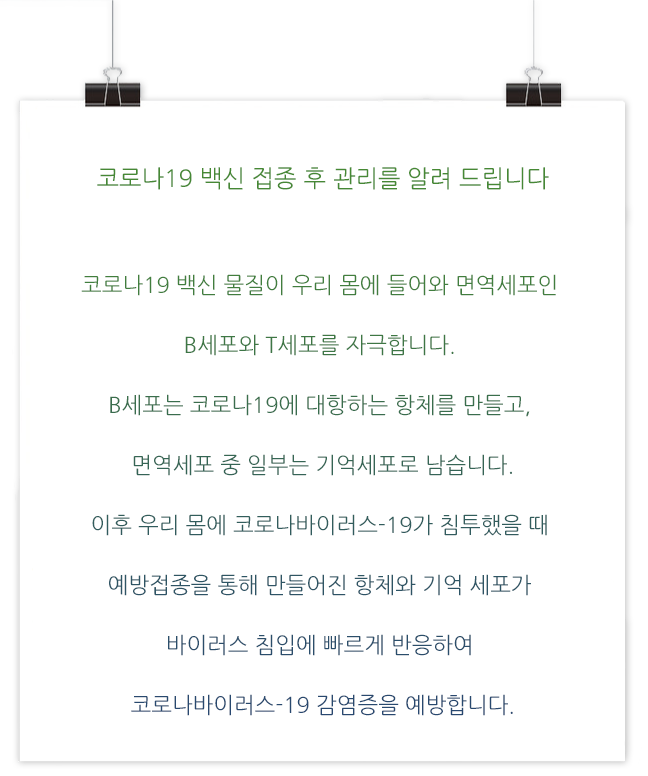 코로나19 백신 접종 후 관리를 알려 드립니다
코로나19 백신 물질이 우리 몸에 들어와 면역세포인
B세포와 T세포를 자극합니다.
B세포는 코로나19에 대항하는 항체를 만들고,
면역세포 중 일부는 기억세포로 남습니다.
이후 우리 몸에 코로나바이러스-19가 침투했을 때
예방접종을 통해 만들어진 항체와 기억 세포가
바이러스 침입에 빠르게 반응하여
코로나바이러스-19 감염증을 예방합니다.